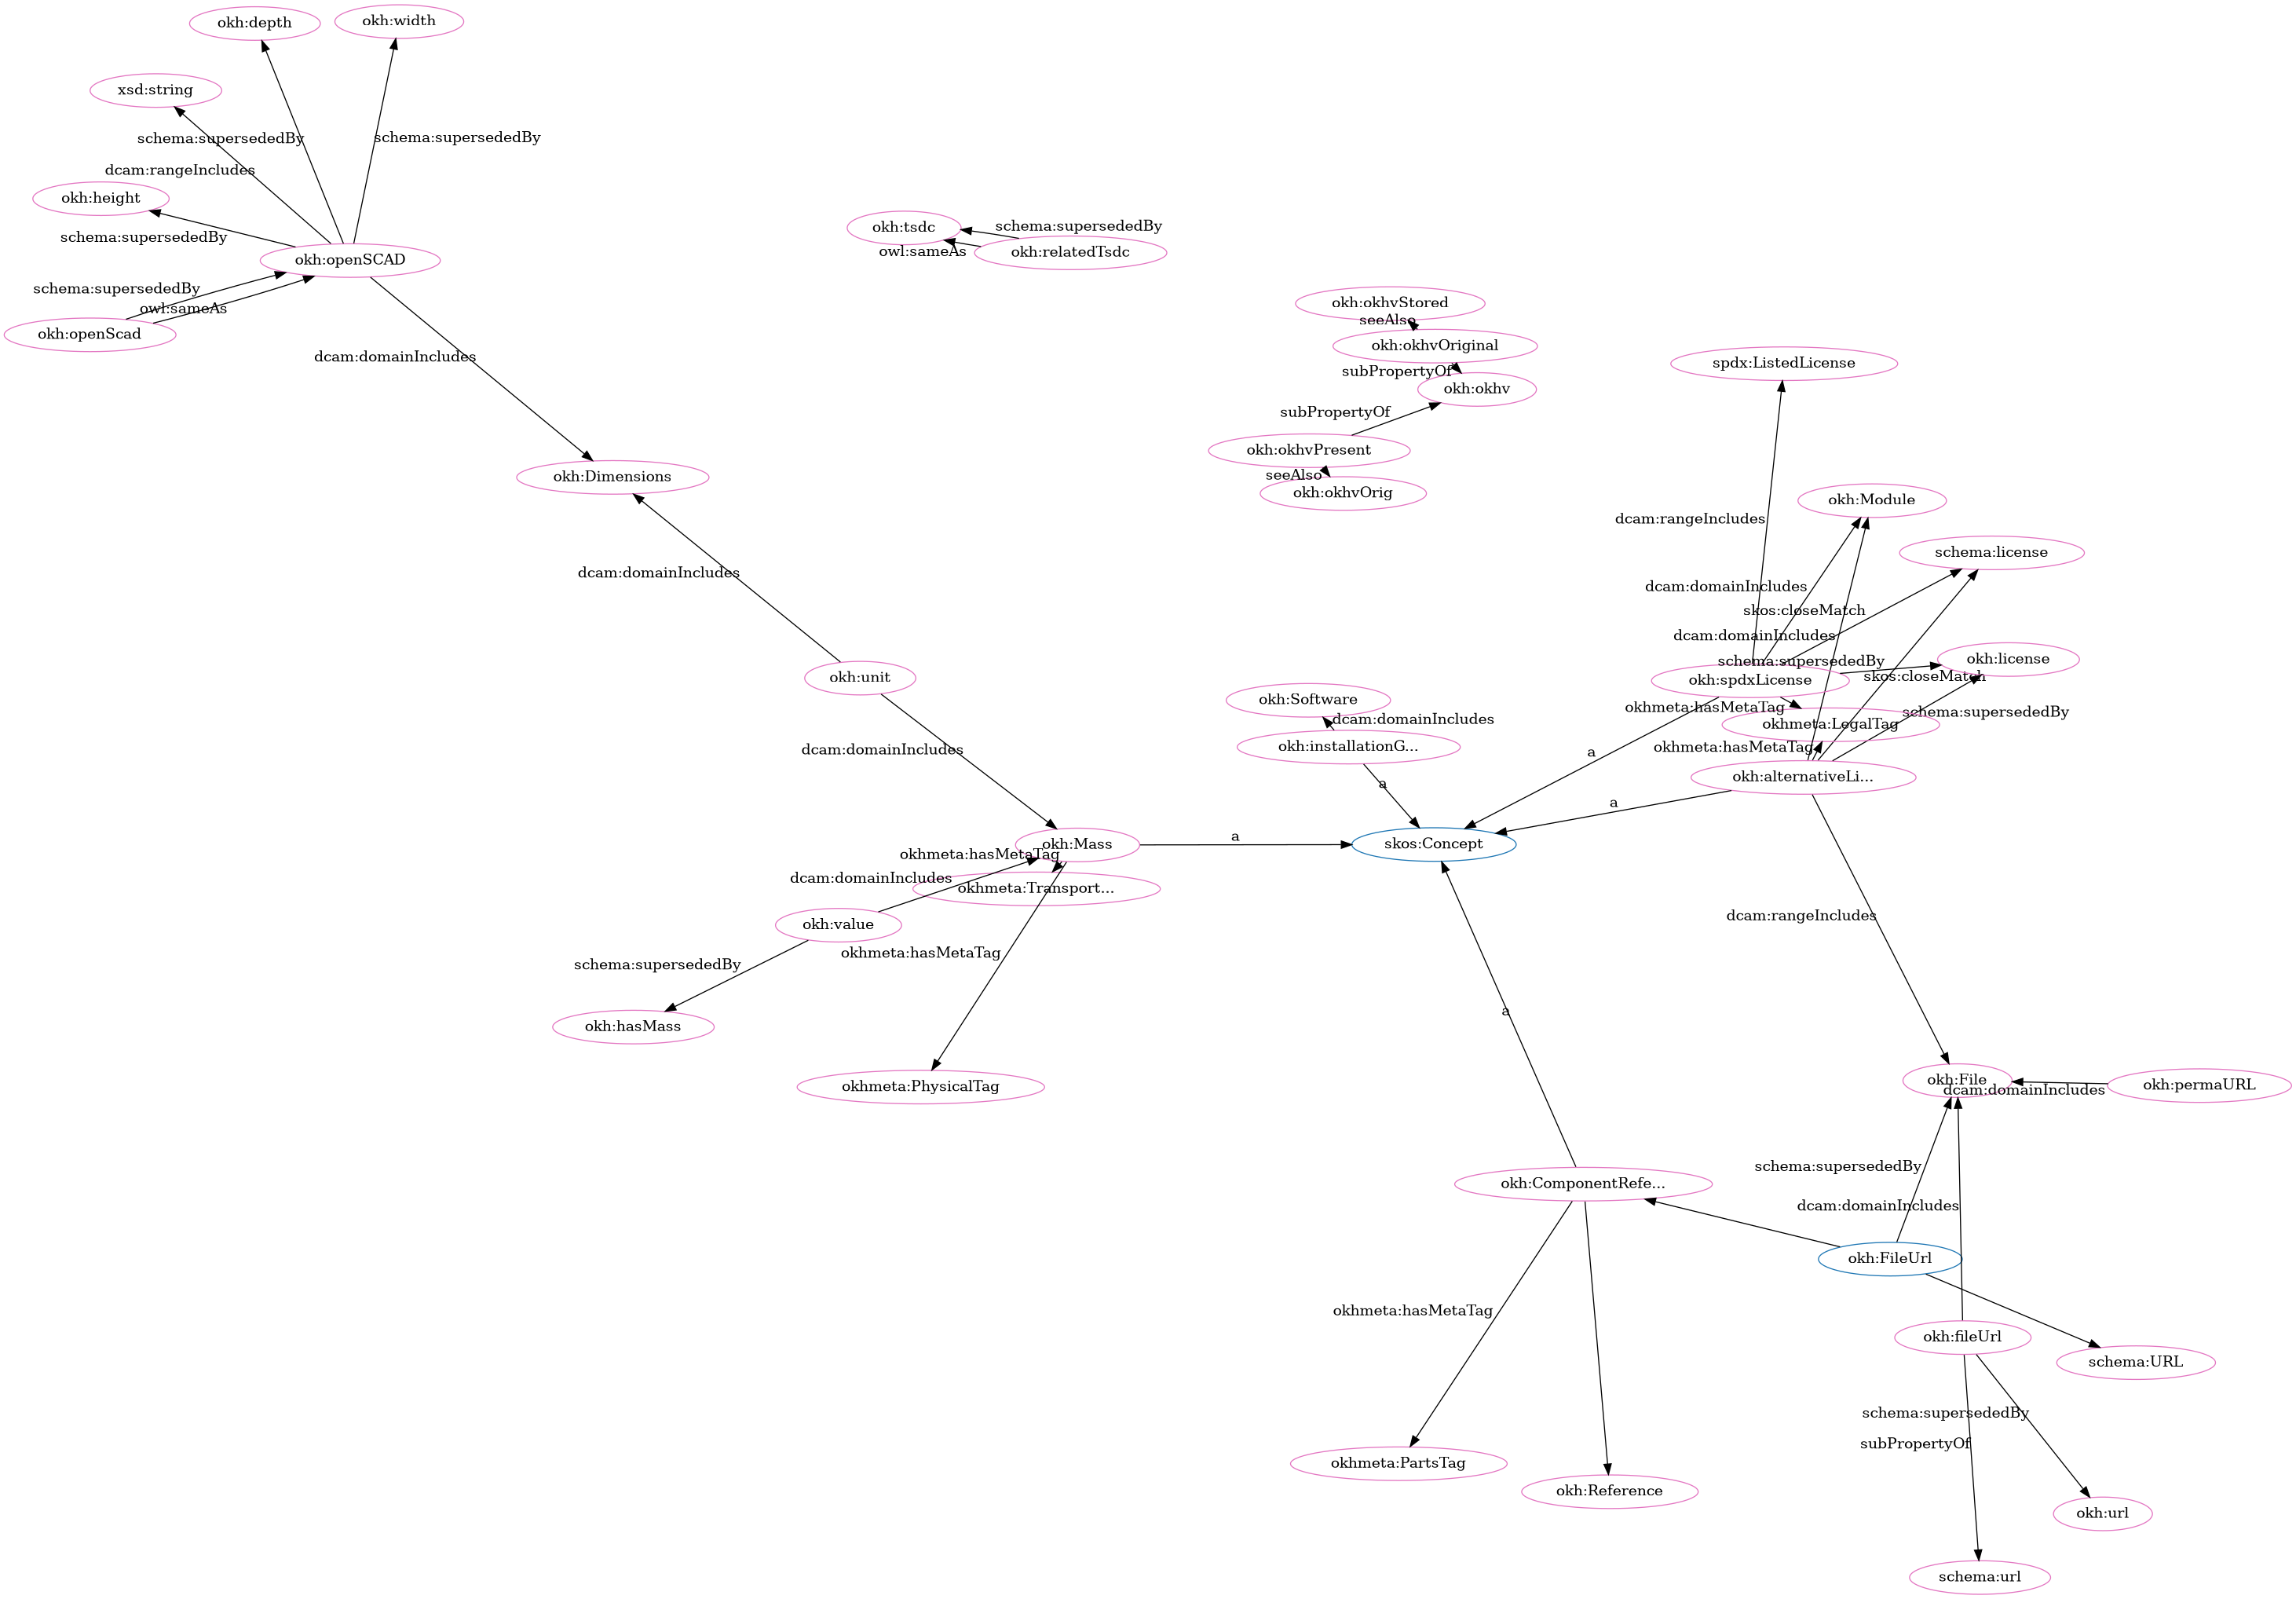 okh:depth
okh:width
xsd:string
schema:supersededBy
schema:supersededBy
dcam:rangeIncludes
okh:height
schema:supersededBy
okh:openSCAD
schema:supersededBy
owl:sameAs
okh:openScad
dcam:domainIncludes
okh:tsdc
schema:supersededBy
owl:sameAs
okh:relatedTsdc
okh:okhvStored
seeAlso
okh:okhvOriginal
subPropertyOf
okh:okhv
subPropertyOf
okh:okhvPresent
seeAlso
okh:okhvOrig
okh:Dimensions
dcam:domainIncludes
okh:unit
dcam:domainIncludes
spdx:ListedLicense
okh:Module
dcam:rangeIncludes
schema:license
dcam:domainIncludes
skos:closeMatch
dcam:domainIncludes
schema:supersededBy
okh:license
okh:spdxLicense
skos:closeMatch
okhmeta:hasMetaTag
schema:supersededBy
okhmeta:LegalTag
okhmeta:hasMetaTag
a
okh:alternativeLi...
a
okh:Software
dcam:domainIncludes
okh:installationG...
a
okh:Mass
a
skos:Concept
okhmeta:hasMetaTag
dcam:domainIncludes
okhmeta:Transport...
okh:value
okhmeta:hasMetaTag
schema:supersededBy
okh:hasMass
okhmeta:PhysicalTag
dcam:rangeIncludes
a
okh:File
dcam:domainIncludes
okh:permaURL
schema:supersededBy
okh:ComponentRefe...
dcam:domainIncludes
okh:FileUrl
okhmeta:hasMetaTag
okh:fileUrl
schema:URL
schema:supersededBy
subPropertyOf
okhmeta:PartsTag
okh:Reference
okh:url
schema:url